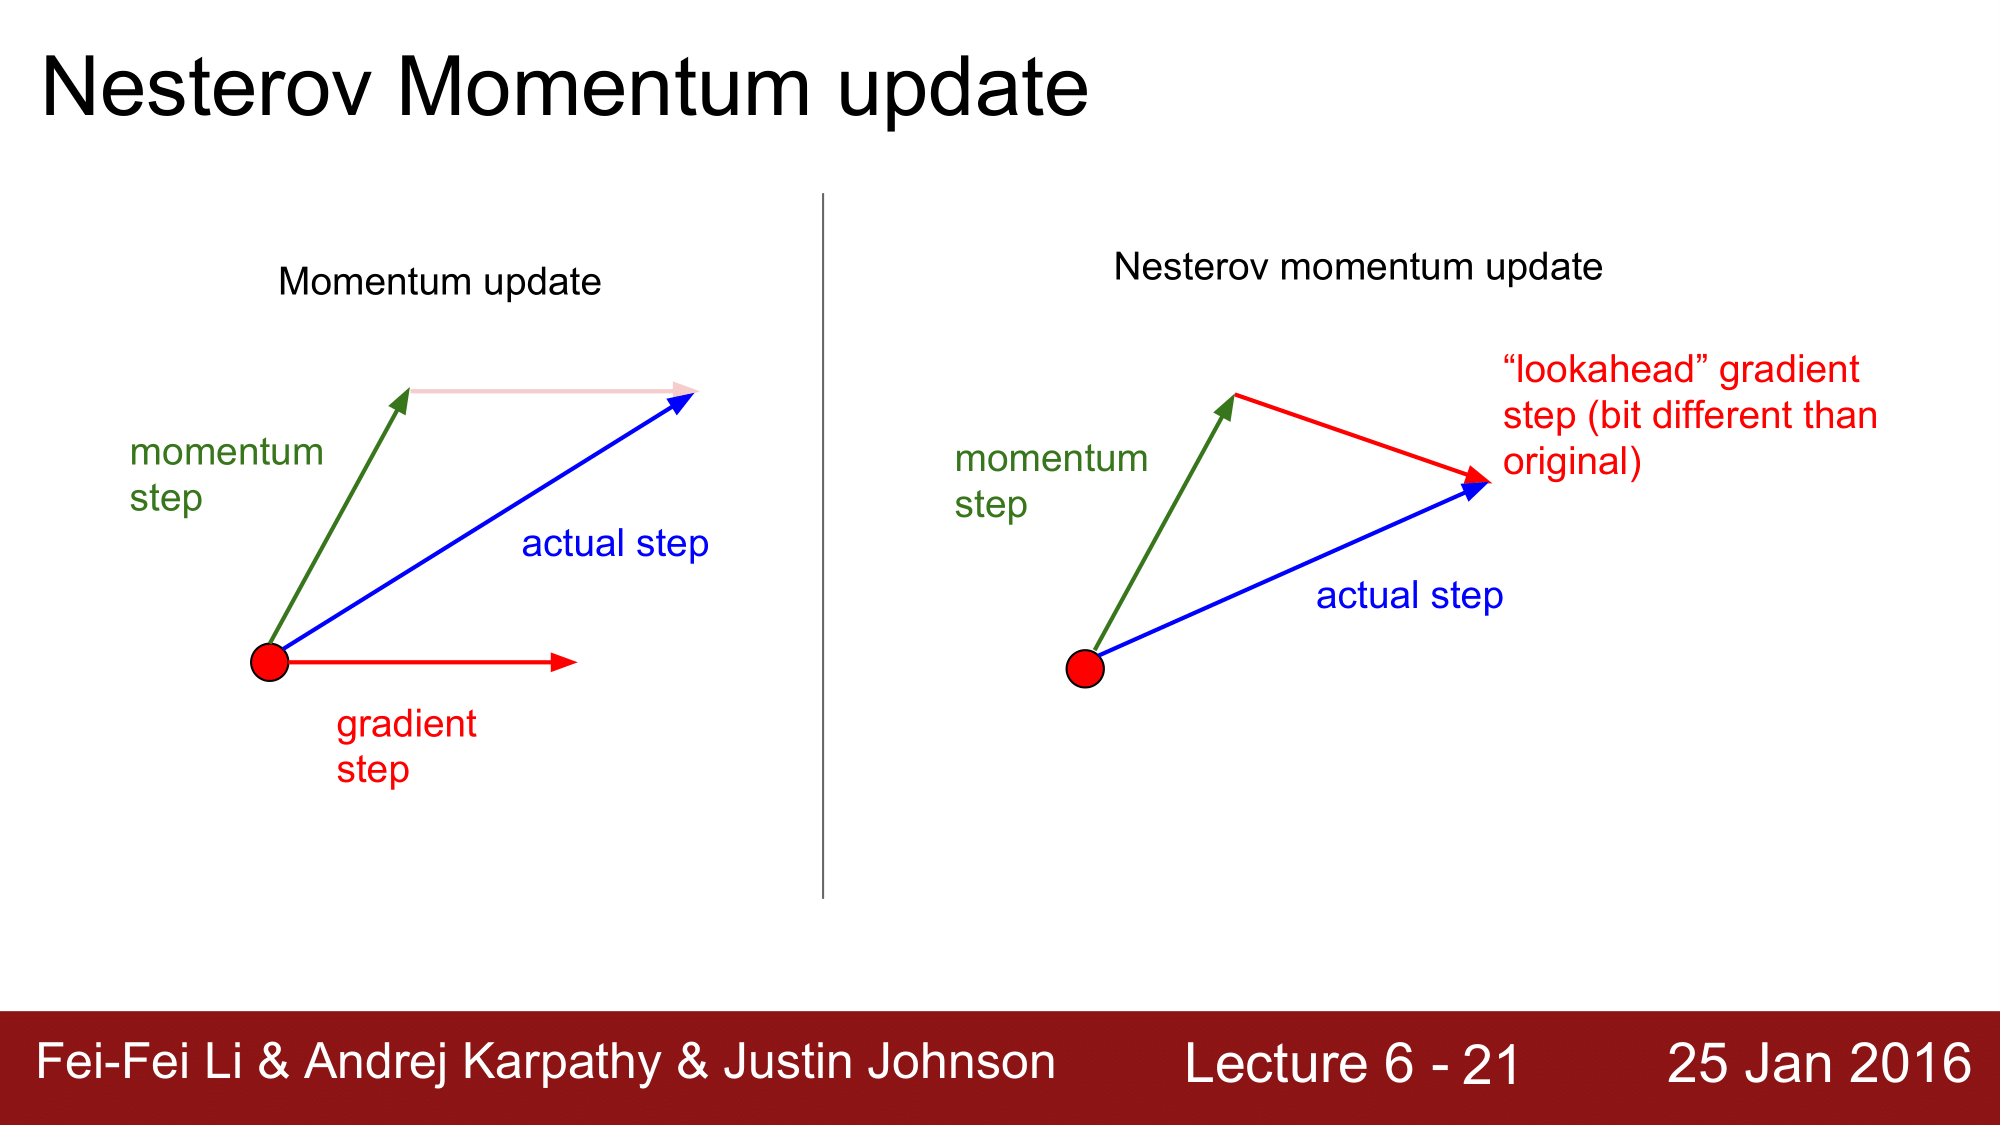 Nesterov Momentum update
Momentum update
momentum
step
actual step
gradient
step
Nesterov momentum update
“lookahead” gradient
step (bit different than
original)
momentum
step
actual step
Fei-Fei Li & Andrej Karpathy & Justin Johnson
Lecture 6 - 21
25 Jan 2016